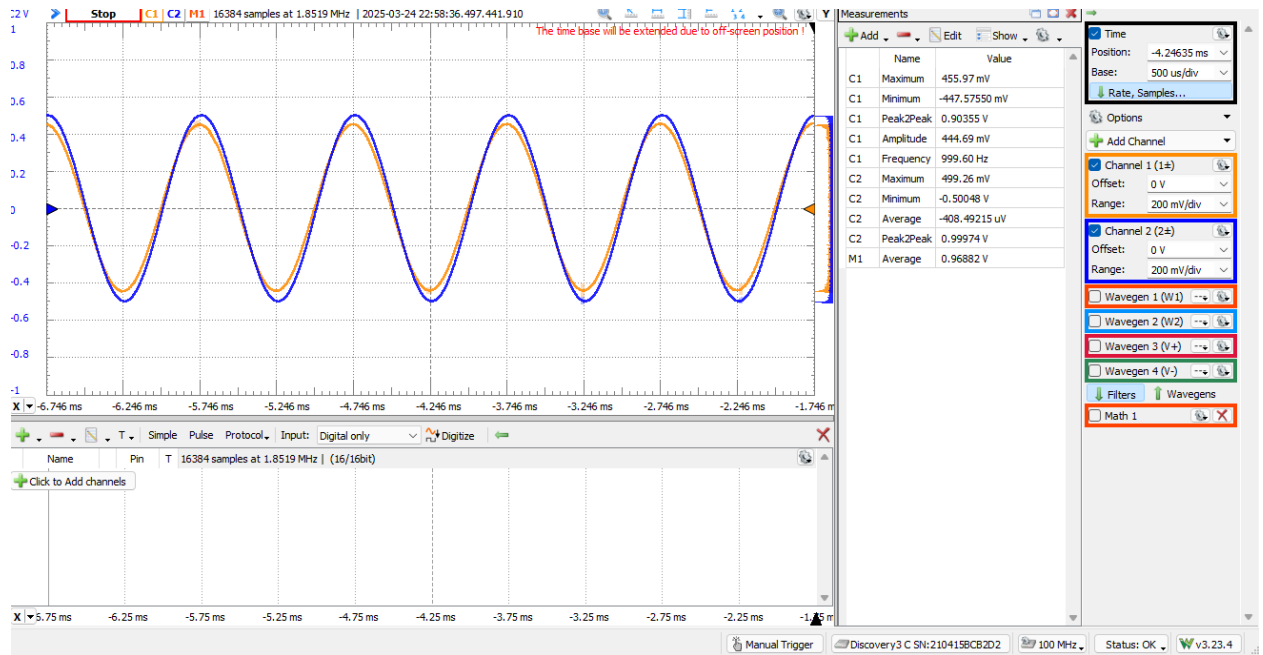 C2 V Stop C1 C2 M1 16384 samples at 1.8519 MHz | 2025-03-24 22:58:36.497.441.910 Y
The time base will be extended due to off-screen position !
1
0.8
0.6
0.4
0.2
0
-0.2
-0.4
-0.6
-0.8
-1
X -6.746 ms -6.246 ms -5.746 ms -5.246 ms -4.746 ms -4.246 ms -3.746 ms -3.246 ms -2.746 ms -2.246 ms -1.746 m
T Simple Pulse Protocol Input: Digital only Digitize
Name Pin T 16384 samples at 1.8519 MHz | (16/16bit)
Click to Add channels
X 5.75 ms -6.25 ms -5.75 ms -5.25 ms -4.75 ms -4.25 ms -3.75 ms -3.25 ms -2.75 ms -2.25 ms
Measurements
Add Edit Show
Name Value
C1 Maximum 455.97 mV
C1 Minimum -447.57550 mV
C1 Peak2Peak 0.90355 V
C1 Amplitude 444.69 mV
C1 Frequency 999.60 Hz
C2 Maximum 499.26 mV
C2 Minimum -0.50048 V
C2 Average -408.49215 uV
C2 Peak2Peak 0.99974 V
M1 Average 0.96882 V
Time
Position: -4.24635 ms
Base: 500 us/div
Rate, Samples...
Options
Add Channel
Channel 1 (1±)
Offset: 0 V
Range: 200 mV/div
Channel 2 (2±)
Offset: 0 V
Range: 200 mV/div
Wavegen 1 (W1)
Wavegen 2 (W2)
Wavegen 3 (V+)
Wavegen 4 (V-)
Filters Wavegens
Math 1
Manual Trigger Discovery3 C SN:210415BCB2D2 100 MHz Status: OK v3.23.4